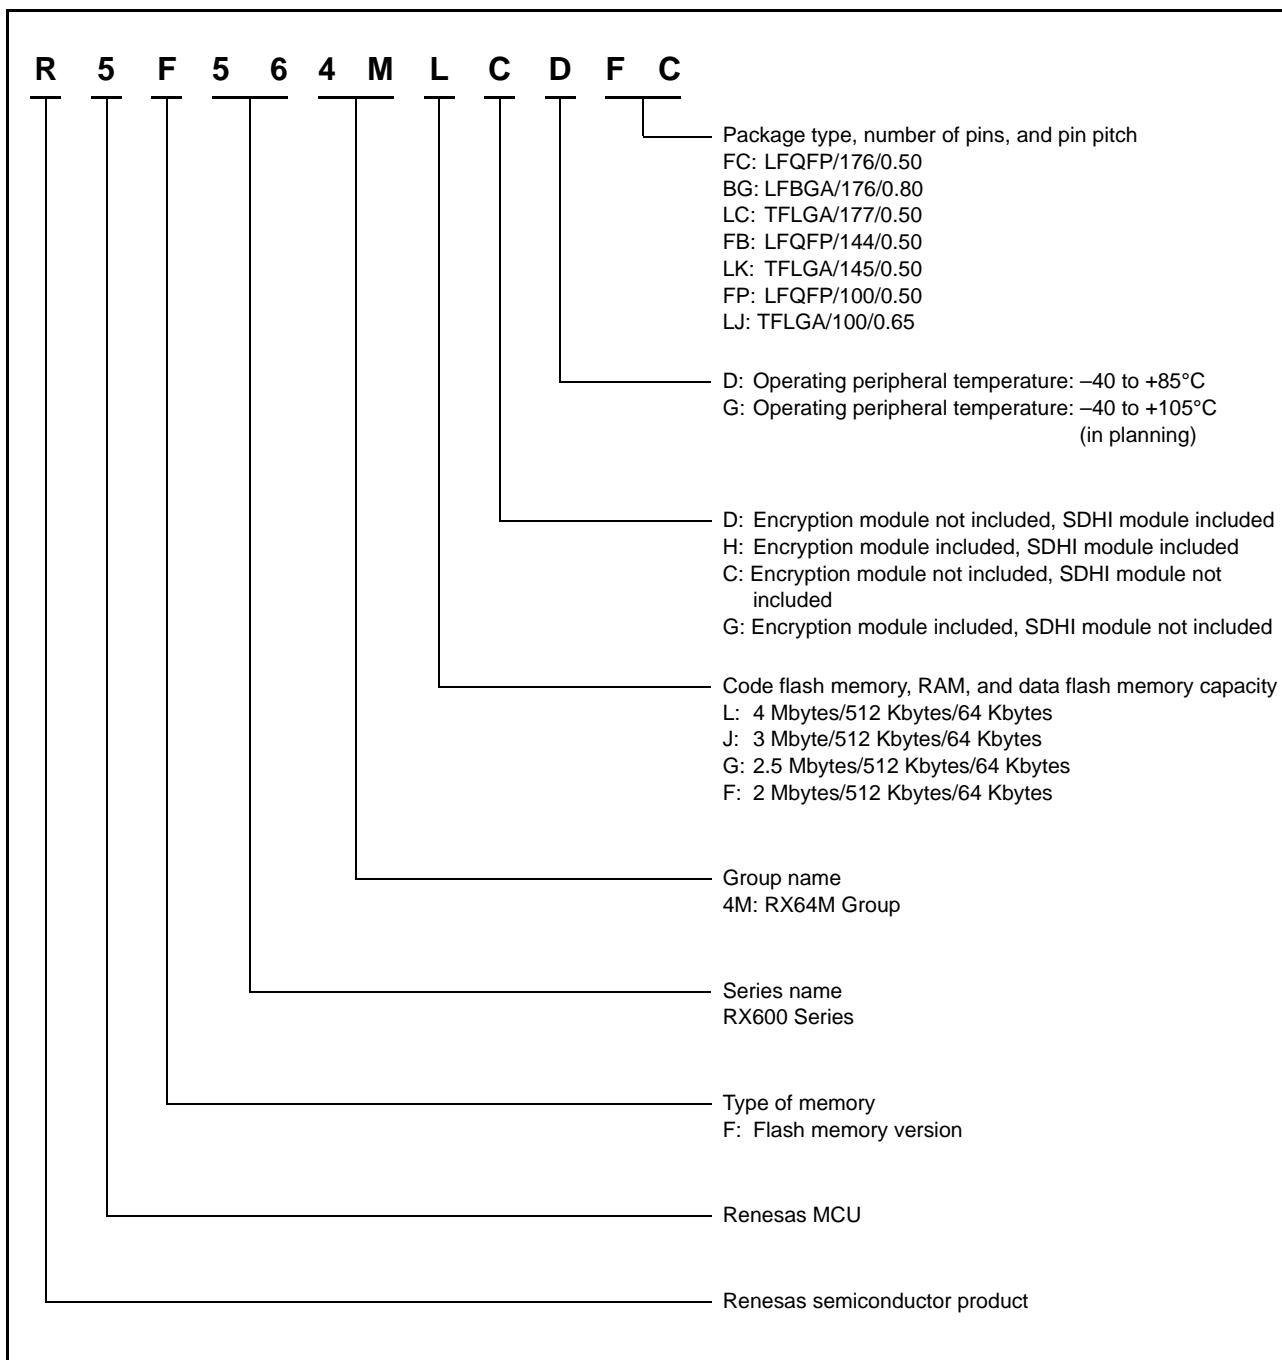 R 5 F 5 6 4 M L C D F C
Package type, number of pins, and pin pitch
FC: LFQFP/176/0.50
BG: LFBGA/176/0.80
LC: TFLGA/177/0.50
FB: LFQFP/144/0.50
LK: TFLGA/145/0.50
FP: LFQFP/100/0.50
LJ: TFLGA/100/0.65
D: Operating peripheral temperature: –40 to +85°C
G: Operating peripheral temperature: –40 to +105°C
(in planning)
D: Encryption module not included, SDHI module included
H: Encryption module included, SDHI module included
C: Encryption module not included, SDHI module not
included
G: Encryption module included, SDHI module not included
Code flash memory, RAM, and data flash memory capacity
L: 4 Mbytes/512 Kbytes/64 Kbytes
J: 3 Mbyte/512 Kbytes/64 Kbytes
G: 2.5 Mbytes/512 Kbytes/64 Kbytes
F: 2 Mbytes/512 Kbytes/64 Kbytes
Group name
4M: RX64M Group
Series name
RX600 Series
Type of memory
F: Flash memory version
Renesas MCU
Renesas semiconductor product